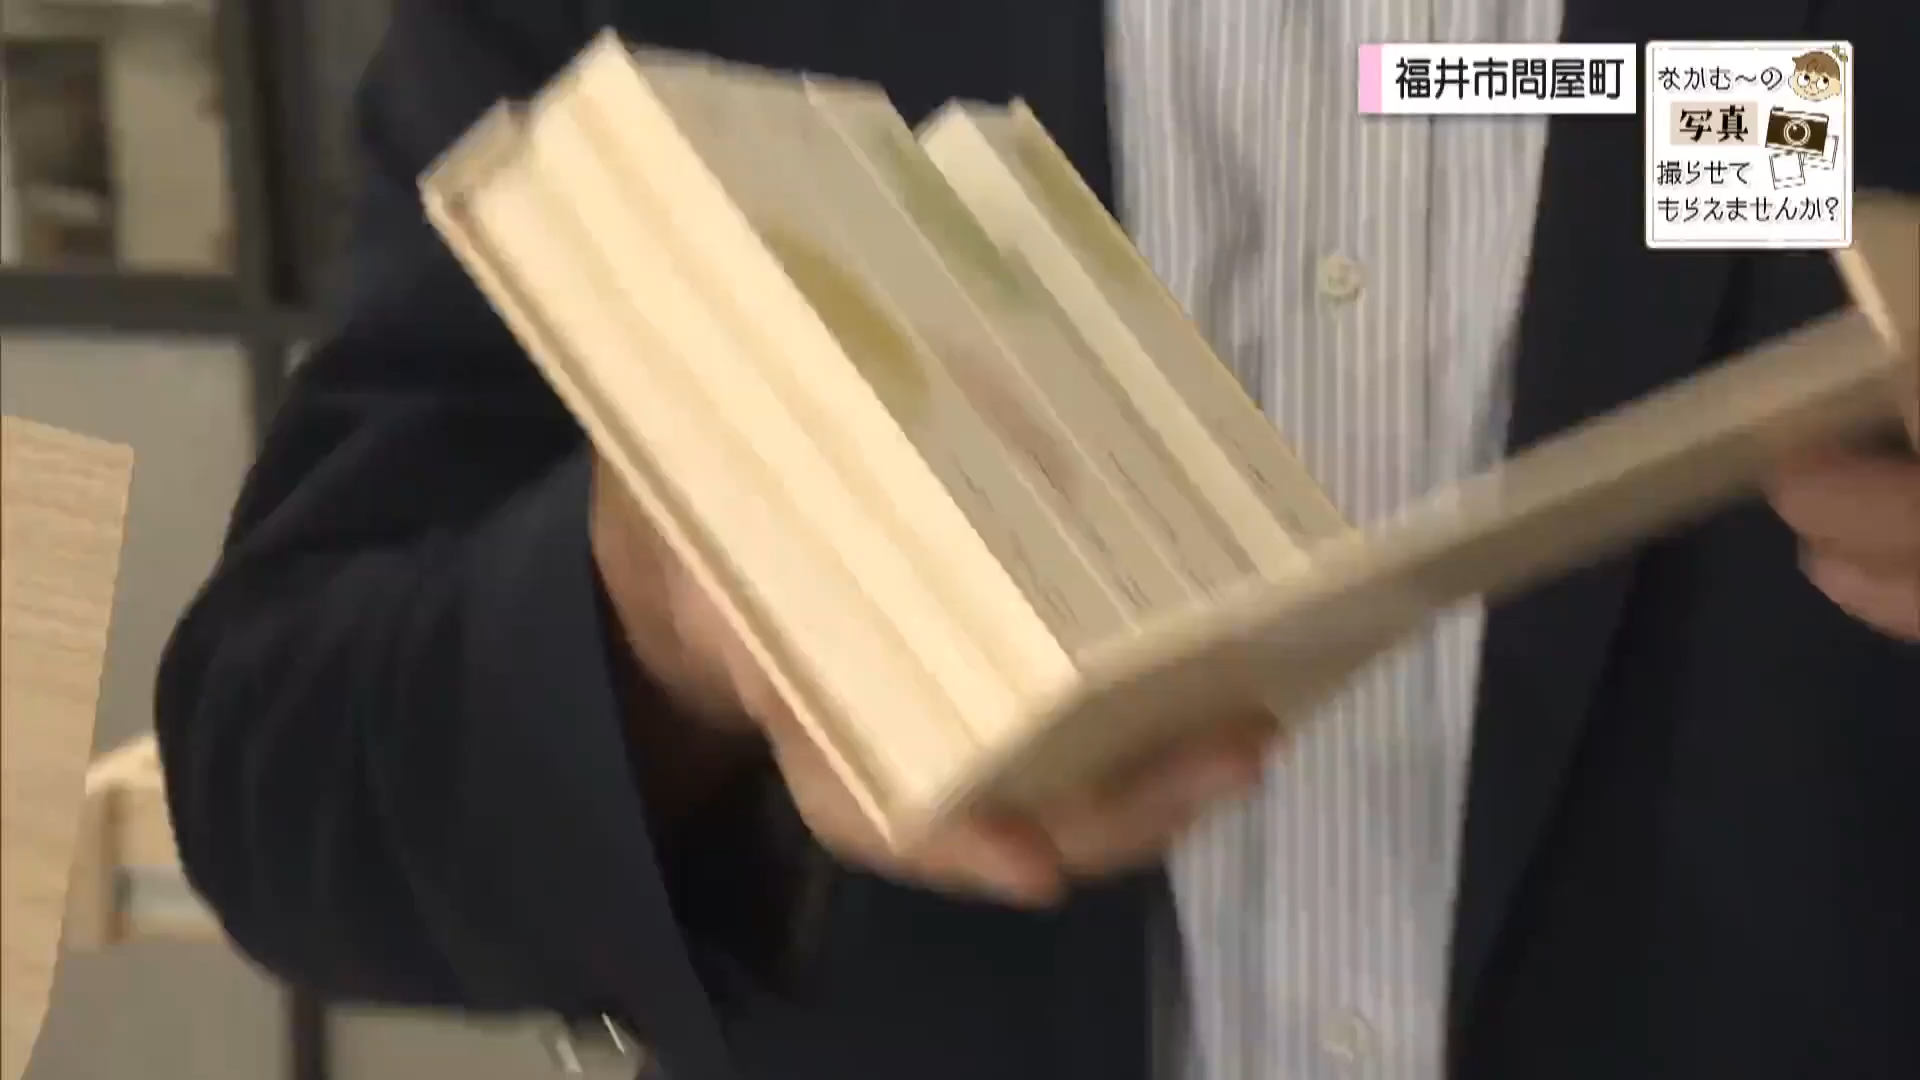 福井市問屋町
なかむ～の
写真
撮らせて
もらえませんか?